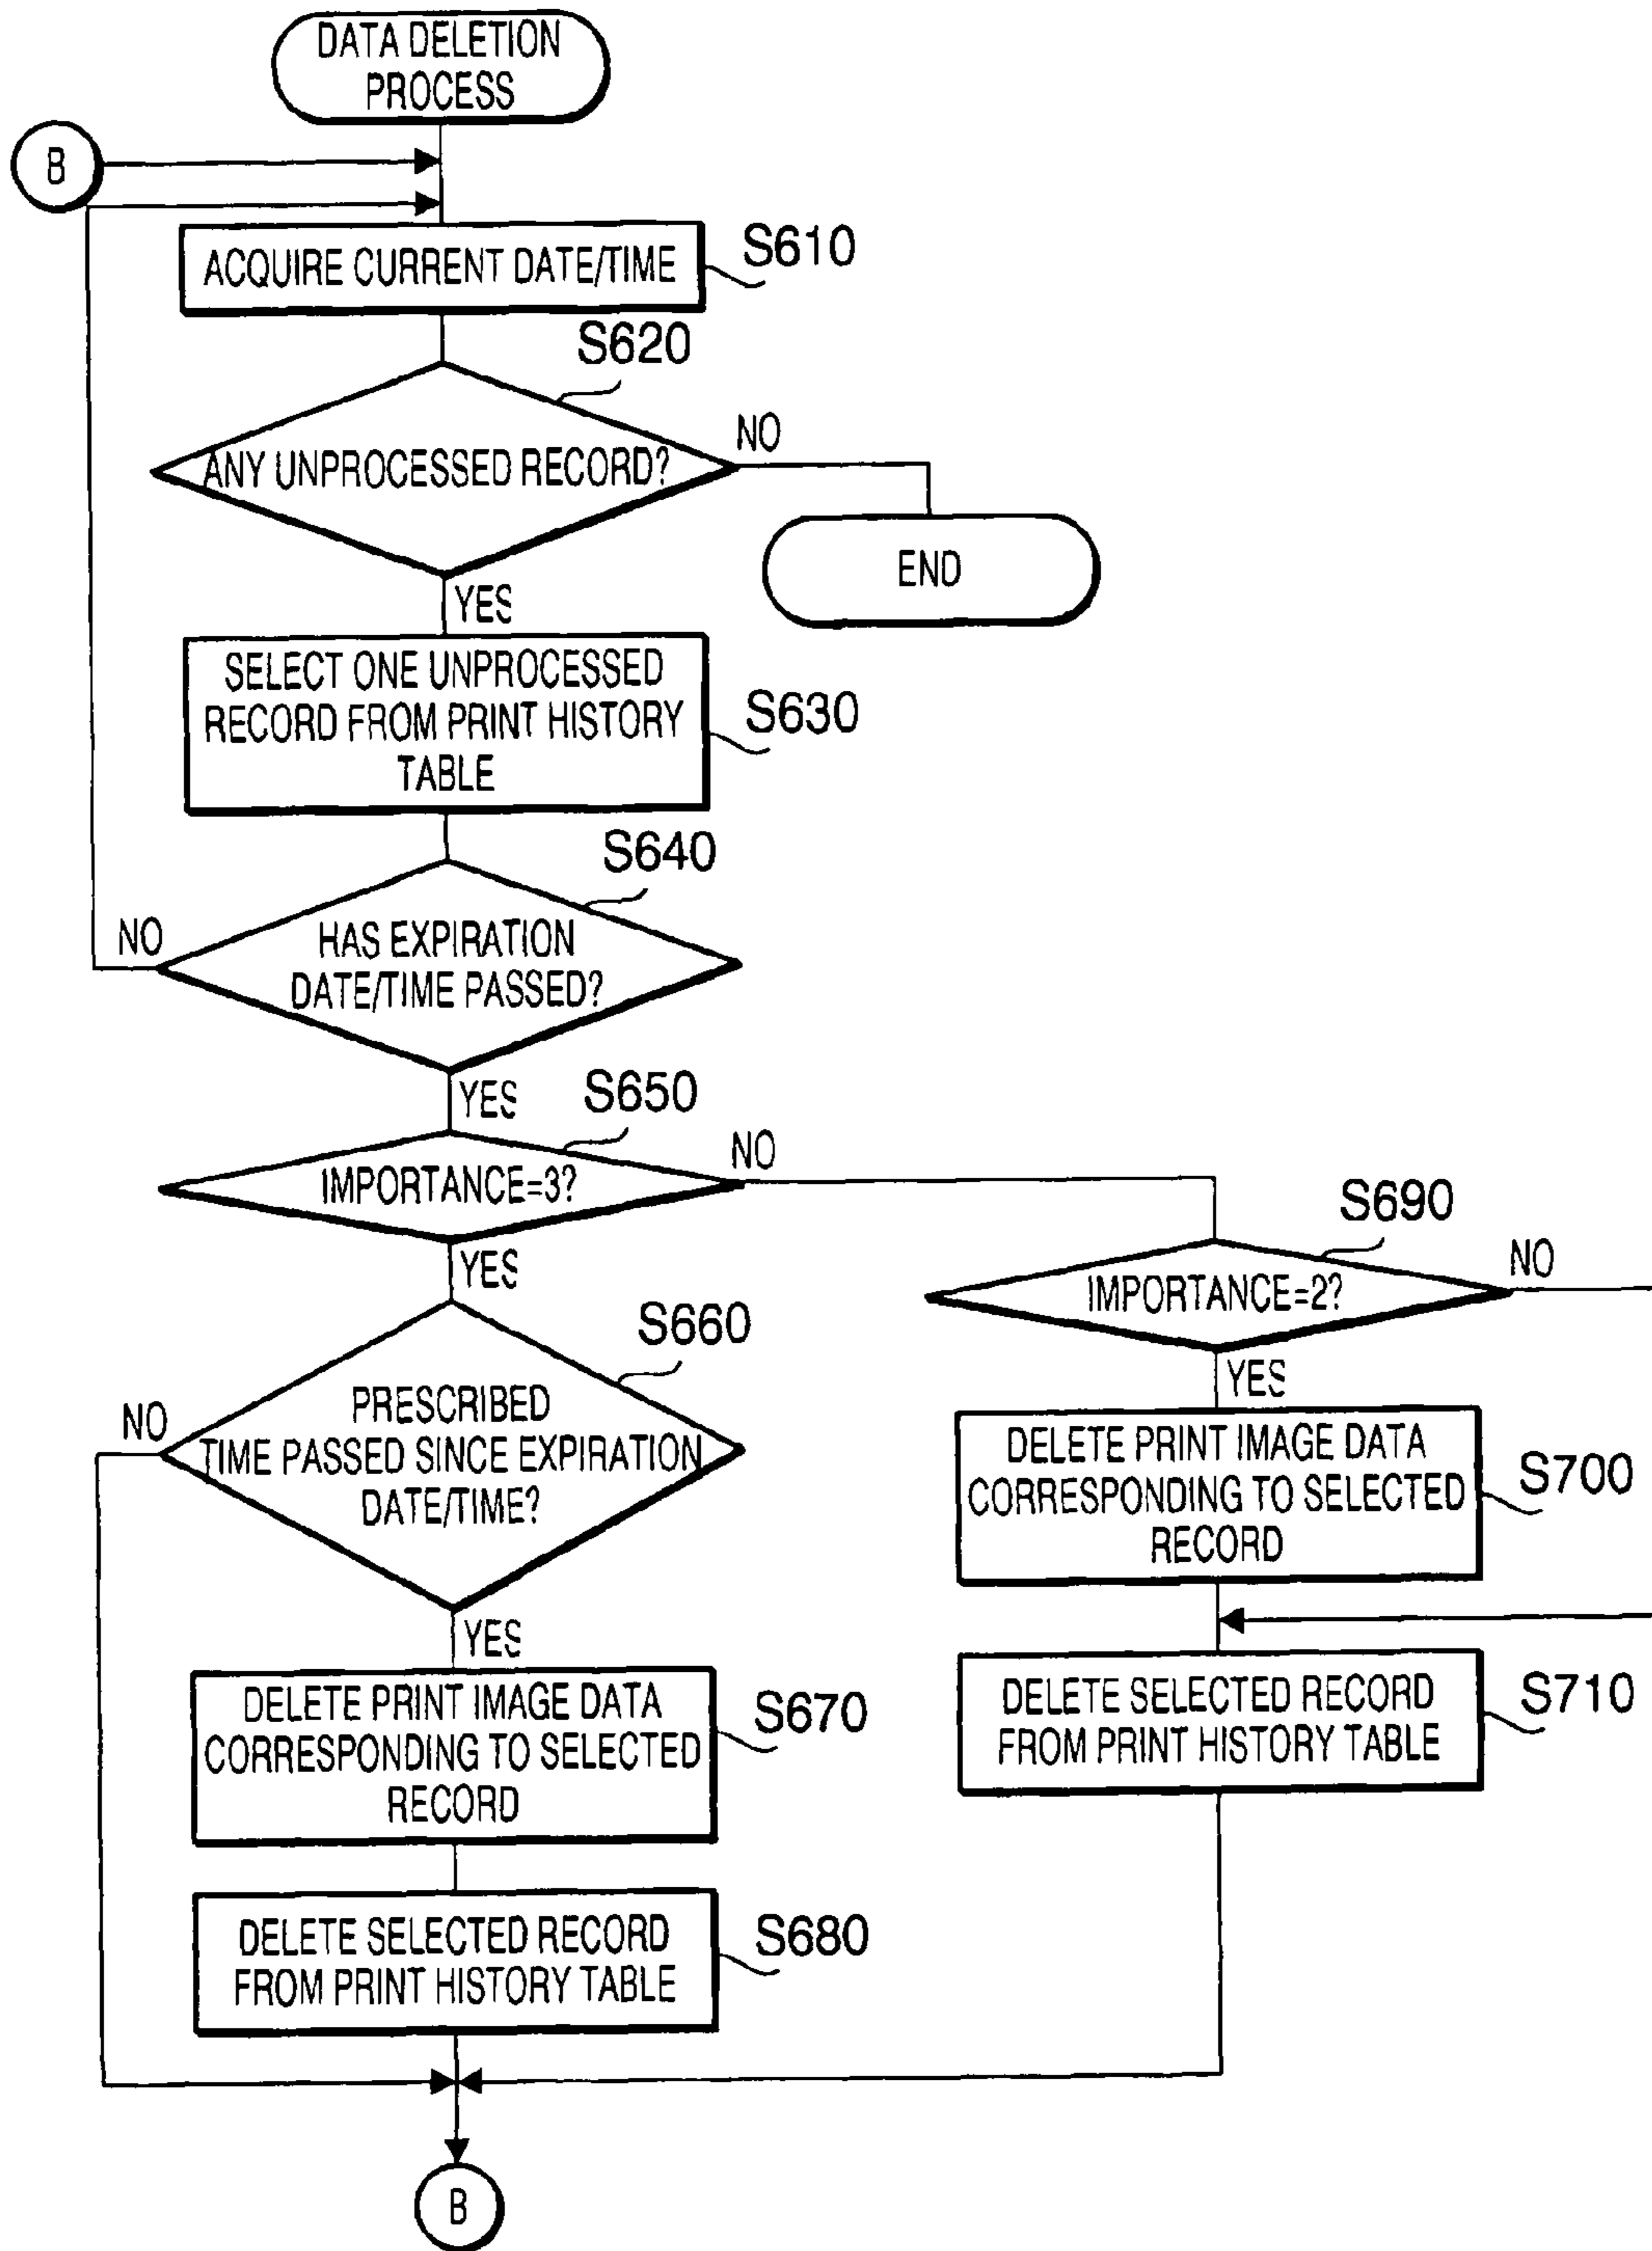 DATA DELETION
PROCESS
B
ACQUIRE CURRENT DATE/TIME
S610
S620
ANY UNPROCESSED RECORD?
NO
END
YES
SELECT ONE UNPROCESSED
RECORD FROM PRINT HISTORY
TABLE
S630
S640
HAS EXPIRATION
DATE/TIME PASSED?
NO
YES
S650
IMPORTANCE=3?
NO
YES
S690
IMPORTANCE=2?
NO
YES
S660
PRESCRIBED
TIME PASSED SINCE EXPIRATION
DATE/TIME?
NO
YES
DELETE PRINT IMAGE DATA
CORRESPONDING TO SELECTED
RECORD
S700
DELETE PRINT IMAGE DATA
CORRESPONDING TO SELECTED
RECORD
S670
DELETE SELECTED RECORD
FROM PRINT HISTORY TABLE
S710
DELETE SELECTED RECORD
FROM PRINT HISTORY TABLE
S680
B